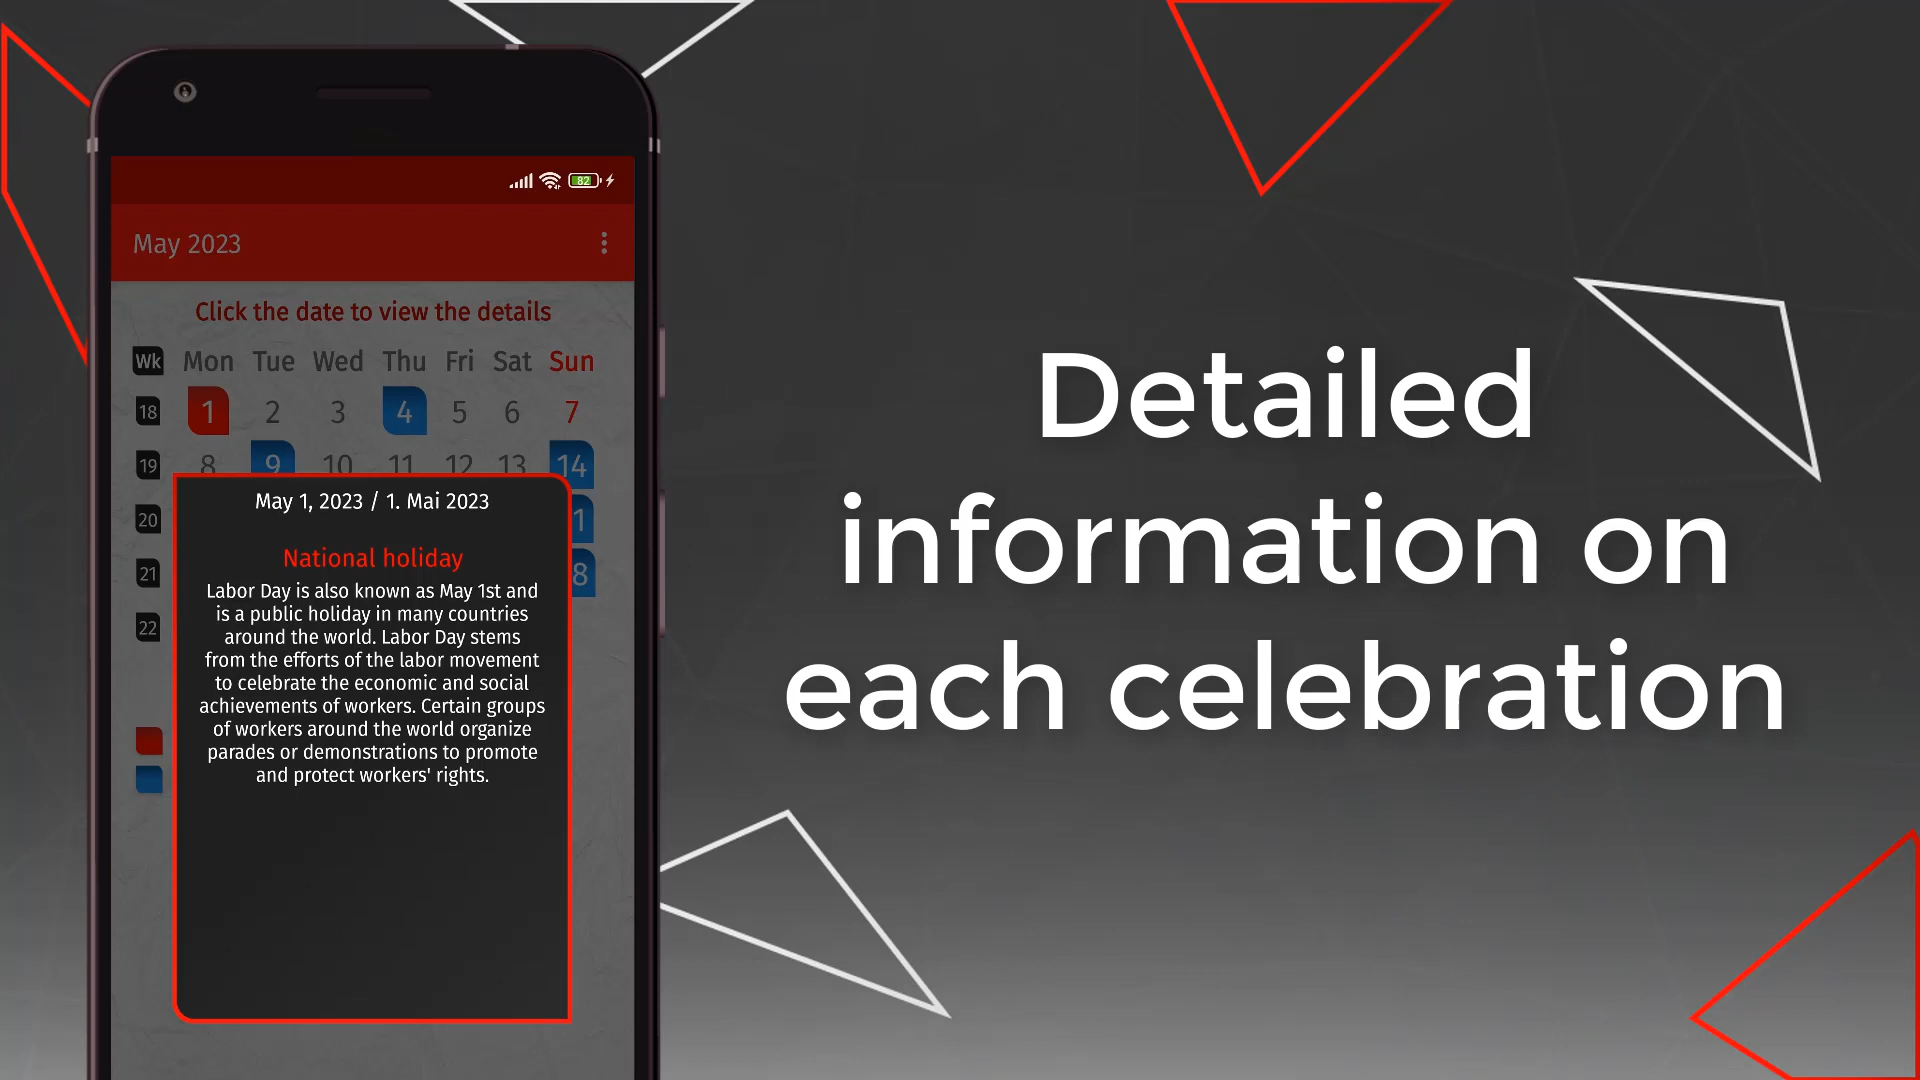 82
May 2023
Click the date to view the details
Wk Mon Tue Wed Thu Fri Sat Sun
18 1 2 3 4 5 6 7
19 8 9 10 11 12 13 14
20 1
21 8
22
May 1, 2023 / 1. Mai 2023
National holiday
Labor Day is also known as May 1st and
is a public holiday in many countries
around the world. Labor Day stems
from the efforts of the labor movement
to celebrate the economic and social
achievements of workers. Certain groups
of workers around the world organize
parades or demonstrations to promote
and protect workers' rights.
Detailed
information on
each celebration